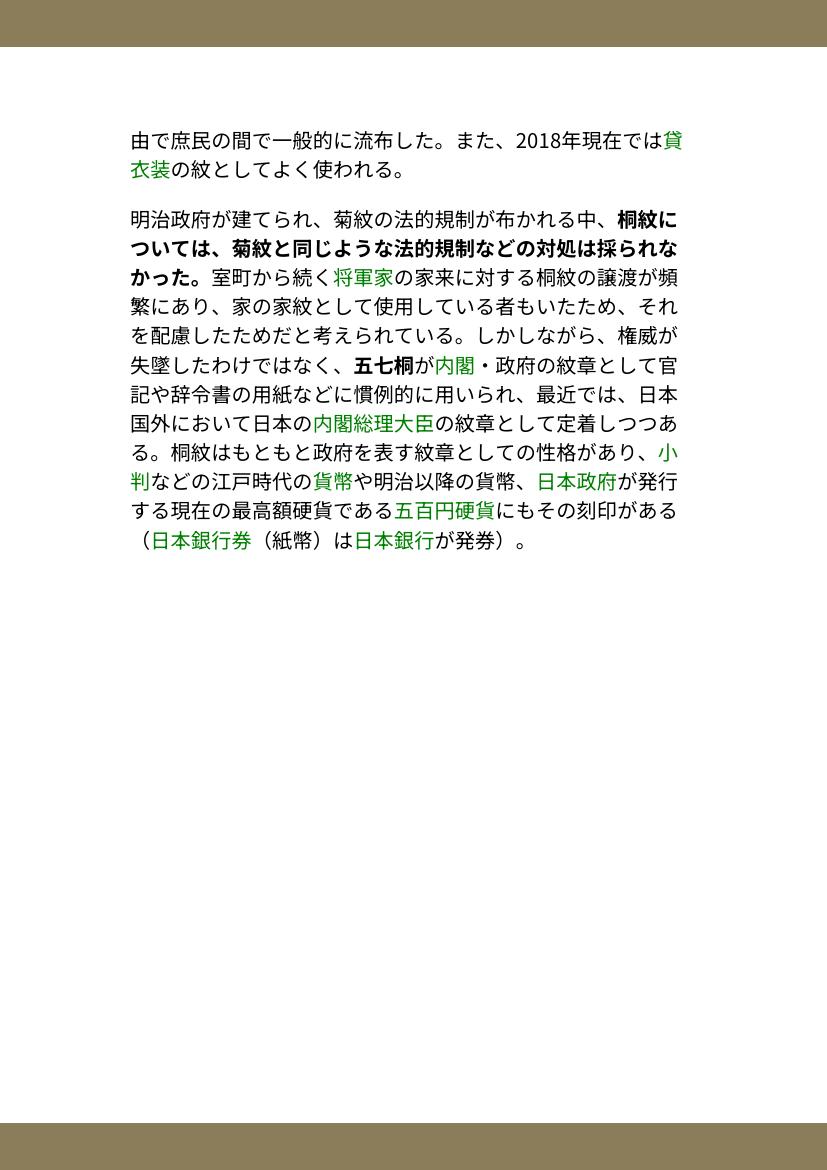 由で庶民の間で一般的に流布した。また、2018年現在では貸
衣装の紋としてよく使われる。
明治政府が建てられ、菊紋の法的規制が布かれる中、桐紋に
ついては、菊紋と同じような法的規制などの対処は採られな
かった。室町から続く将軍家の家来に対する桐紋の譲渡が頻
繁にあり、家の家紋として使用している者もいたため、それ
を配慮したためだと考えられている。しかしながら、権威が
失墜したわけではなく、五七桐が内閣・政府の紋章として官
記や辞令書の用紙などに慣例的に用いられ、最近では、日本
国外において日本の内閣総理大臣の紋章として定着しつつあ
る。桐紋はもともと政府を表す紋章としての性格があり、小
判などの江戸時代の貨幣や明治以降の貨幣、日本政府が発行
する現在の最高額硬貨である五百円硬貨にもその刻印がある
（日本銀行券（紙幣）は日本銀行が発券）。